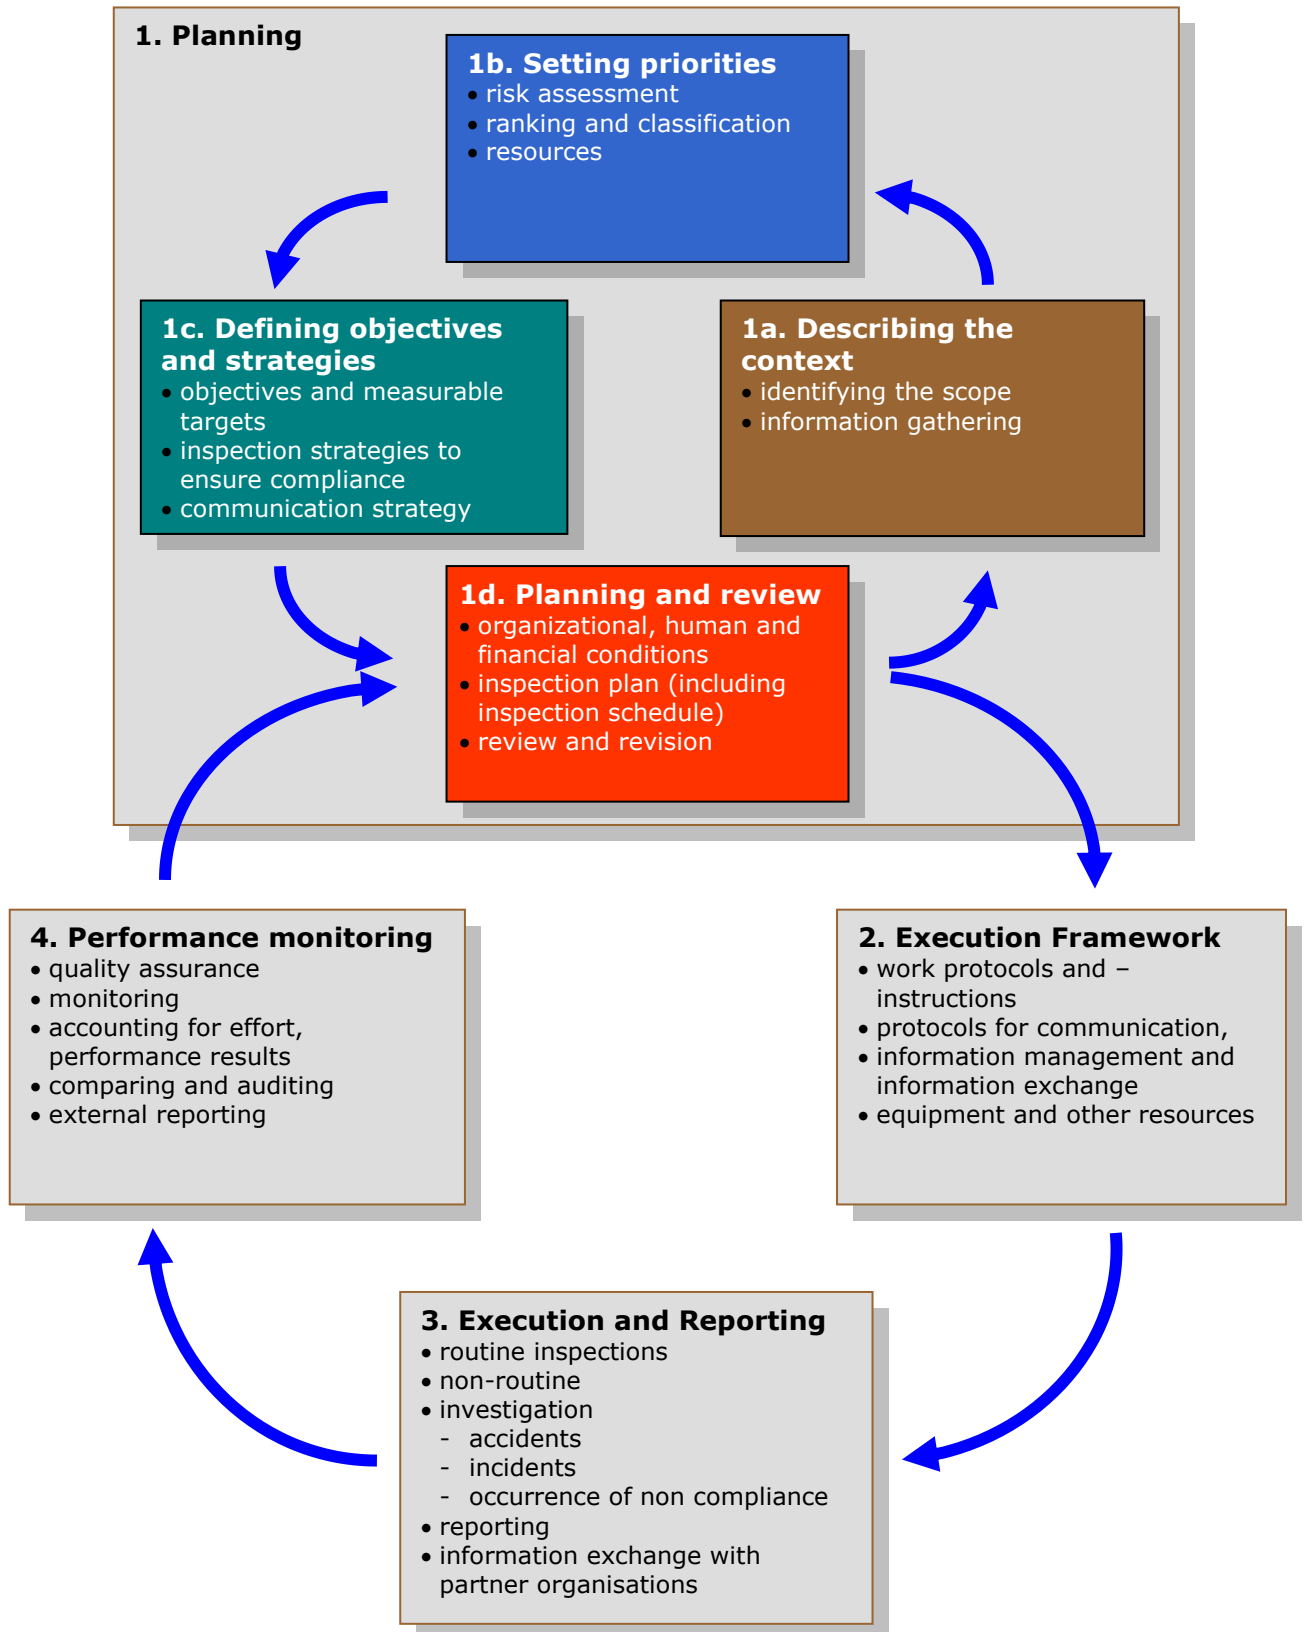 1. Planning
1b. Setting priorities
• risk assessment
• ranking and classification
• resources
1c. Defining objectives
and strategies
• objectives and measurable
targets
• inspection strategies to
ensure compliance
• communication strategy
1a. Describing the
context
• identifying the scope
• information gathering
1d. Planning and review
• organizational, human and
financial conditions
• inspection plan (including
inspection schedule)
• review and revision
4. Performance monitoring
• quality assurance
• monitoring
• accounting for effort,
performance results
• comparing and auditing
• external reporting
2. Execution Framework
• work protocols and –
instructions
• protocols for communication,
• information management and
information exchange
• equipment and other resources
3. Execution and Reporting
• routine inspections
• non-routine
• investigation
- accidents
- incidents
- occurrence of non compliance
• reporting
• information exchange with
partner organisations